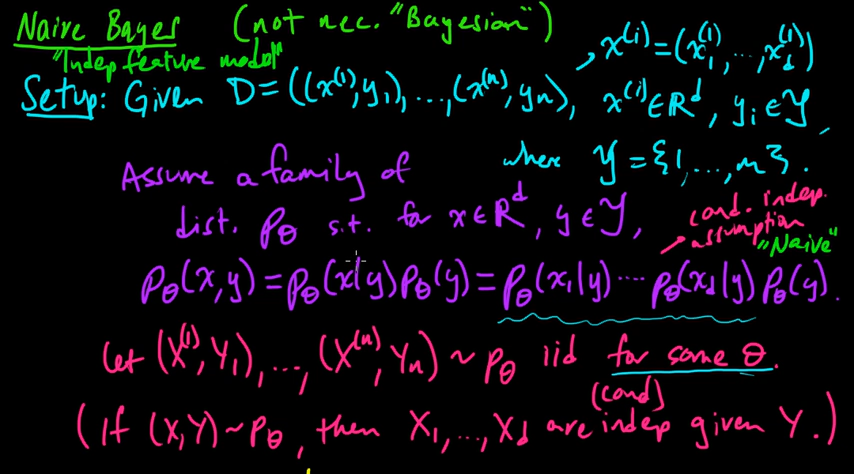 Naive Bayes (not nec. "Bayesian")
"Indep feature model"
, x^(i) = (x_1^(i), ..., x_d^(i))
Setup: Given D = ((x^(1), y_1), ..., (x^(n), y_n), x^(i) ∈ R^d, y_i ∈ Y,
where Y = {1, ..., m}.
Assume a family of
dist. p_θ s.t. for x ∈ R^d, y ∈ Y,
cond. indep.
assumption
"Naive"
p_θ(x, y) = p_θ(x|y) p_θ(y) = p_θ(x_1|y) ··· p_θ(x_d|y) p_θ(y).
Let (X^(1), Y_1), ..., (X^(n), Y_n) ~ p_θ iid for some θ.
(cond)
(If (X, Y) ~ p_θ, then X_1, ..., X_d are indep given Y.)